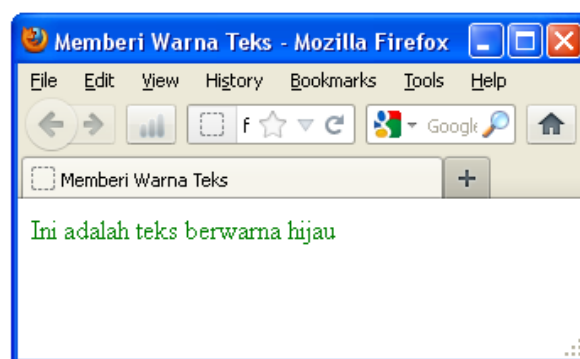 Memberi Warna Teks - Mozilla Firefox
File Edit View History Bookmarks Tools Help
f Google
Memberi Warna Teks
Ini adalah teks berwarna hijau